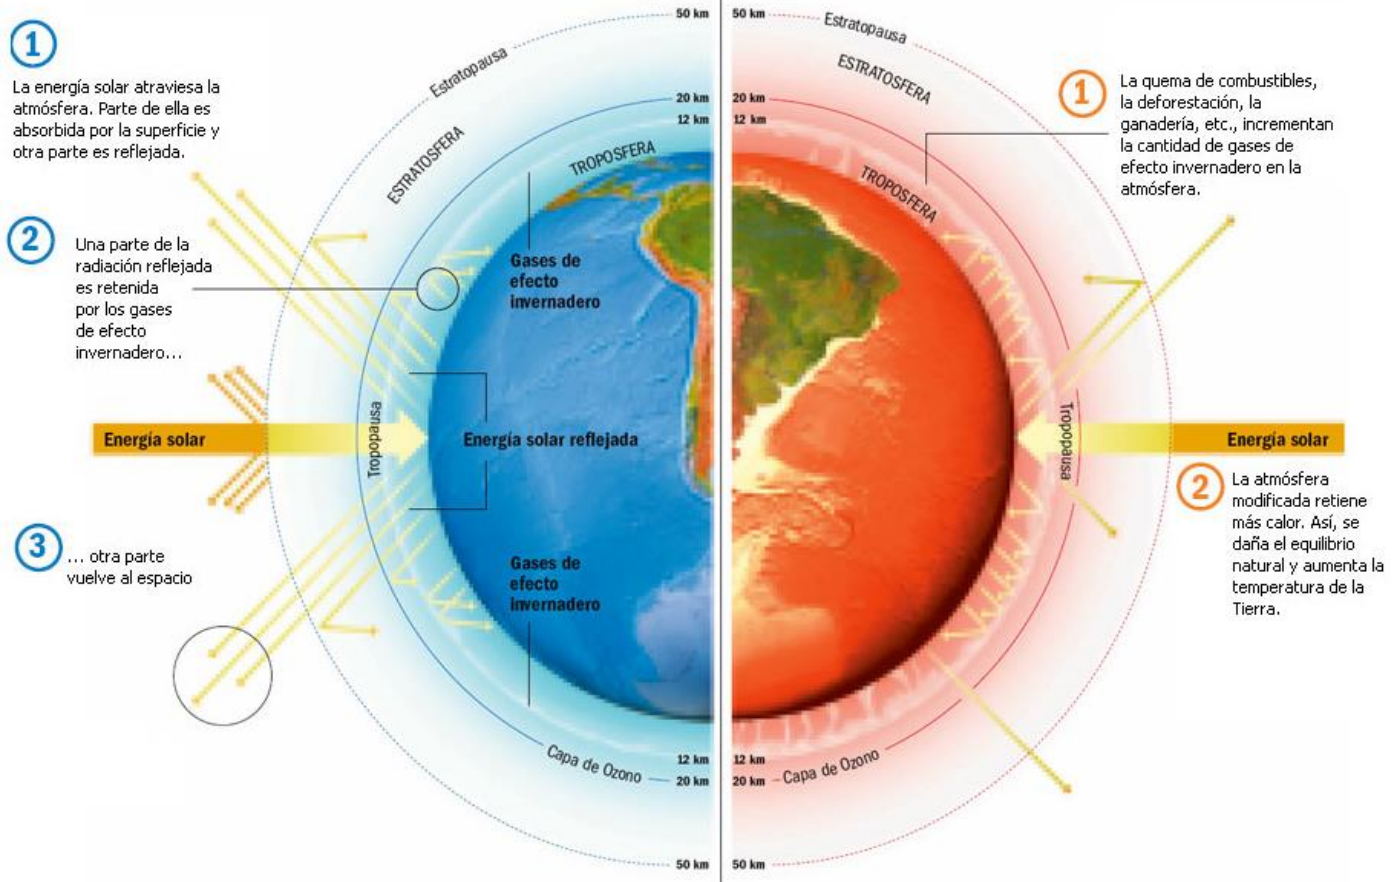 50 km
Estratopausa
ESTRATOSFERA
20 km
12 km
TROPOSFERA
1
La energía solar atraviesa la
atmósfera. Parte de ella es
absorbida por la superficie y
otra parte es reflejada.
2
Una parte de la
radiación reflejada
es retenida
por los gases
de efecto
invernadero...
Gases de
efecto
invernadero
Energía solar
Tropopausa
Energía solar reflejada
3
... otra parte
vuelve al espacio
Gases de
efecto
invernadero
Capa de Ozono
12 km
20 km
50 km
50 km
Estratopausa
ESTRATOSFERA
20 km
12 km
TROPOSFERA
1
La quema de combustibles,
la deforestación, la
ganadería, etc., incrementan
la cantidad de gases de
efecto invernadero en la
atmósfera.
Tropopausa
Energía solar
2
La atmósfera
modificada retiene
más calor. Así, se
daña el equilibrio
natural y aumenta la
temperatura de la
Tierra.
12 km
20 km
Capa de Ozono
50 km